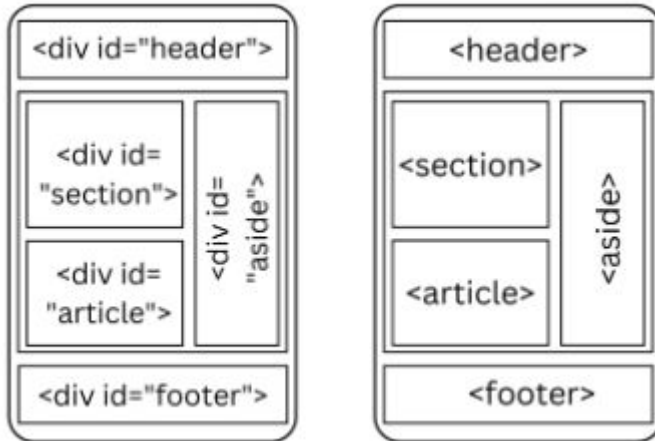 <div id="header">
<div id=
"section">
<div id=
"aside">
<div id=
"article">
<div id="footer">
<header>
<section>
<aside>
<article>
<footer>